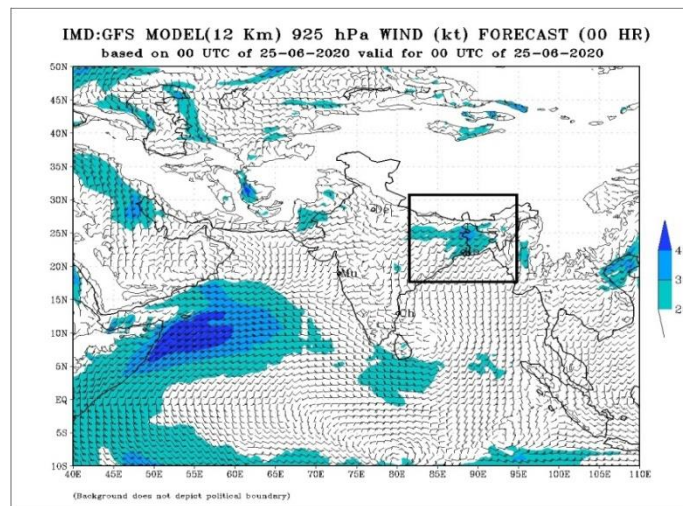 IMD:GFS MODEL(12 Km) 925 hPa WIND (kt) FORECAST (00 HR)
based on 00 UTC of 25-06-2020 valid for 00 UTC of 25-06-2020
50N
45N
40N
35N
30N
25N
20N
15N
10N
5N
EQ
5S
10S
Mu
Ch
4
3
2
40E 45E 50E 55E 60E 65E 70E 75E 80E 85E 90E 95E 100E 105E 110E
(Background does not depict political boundary)